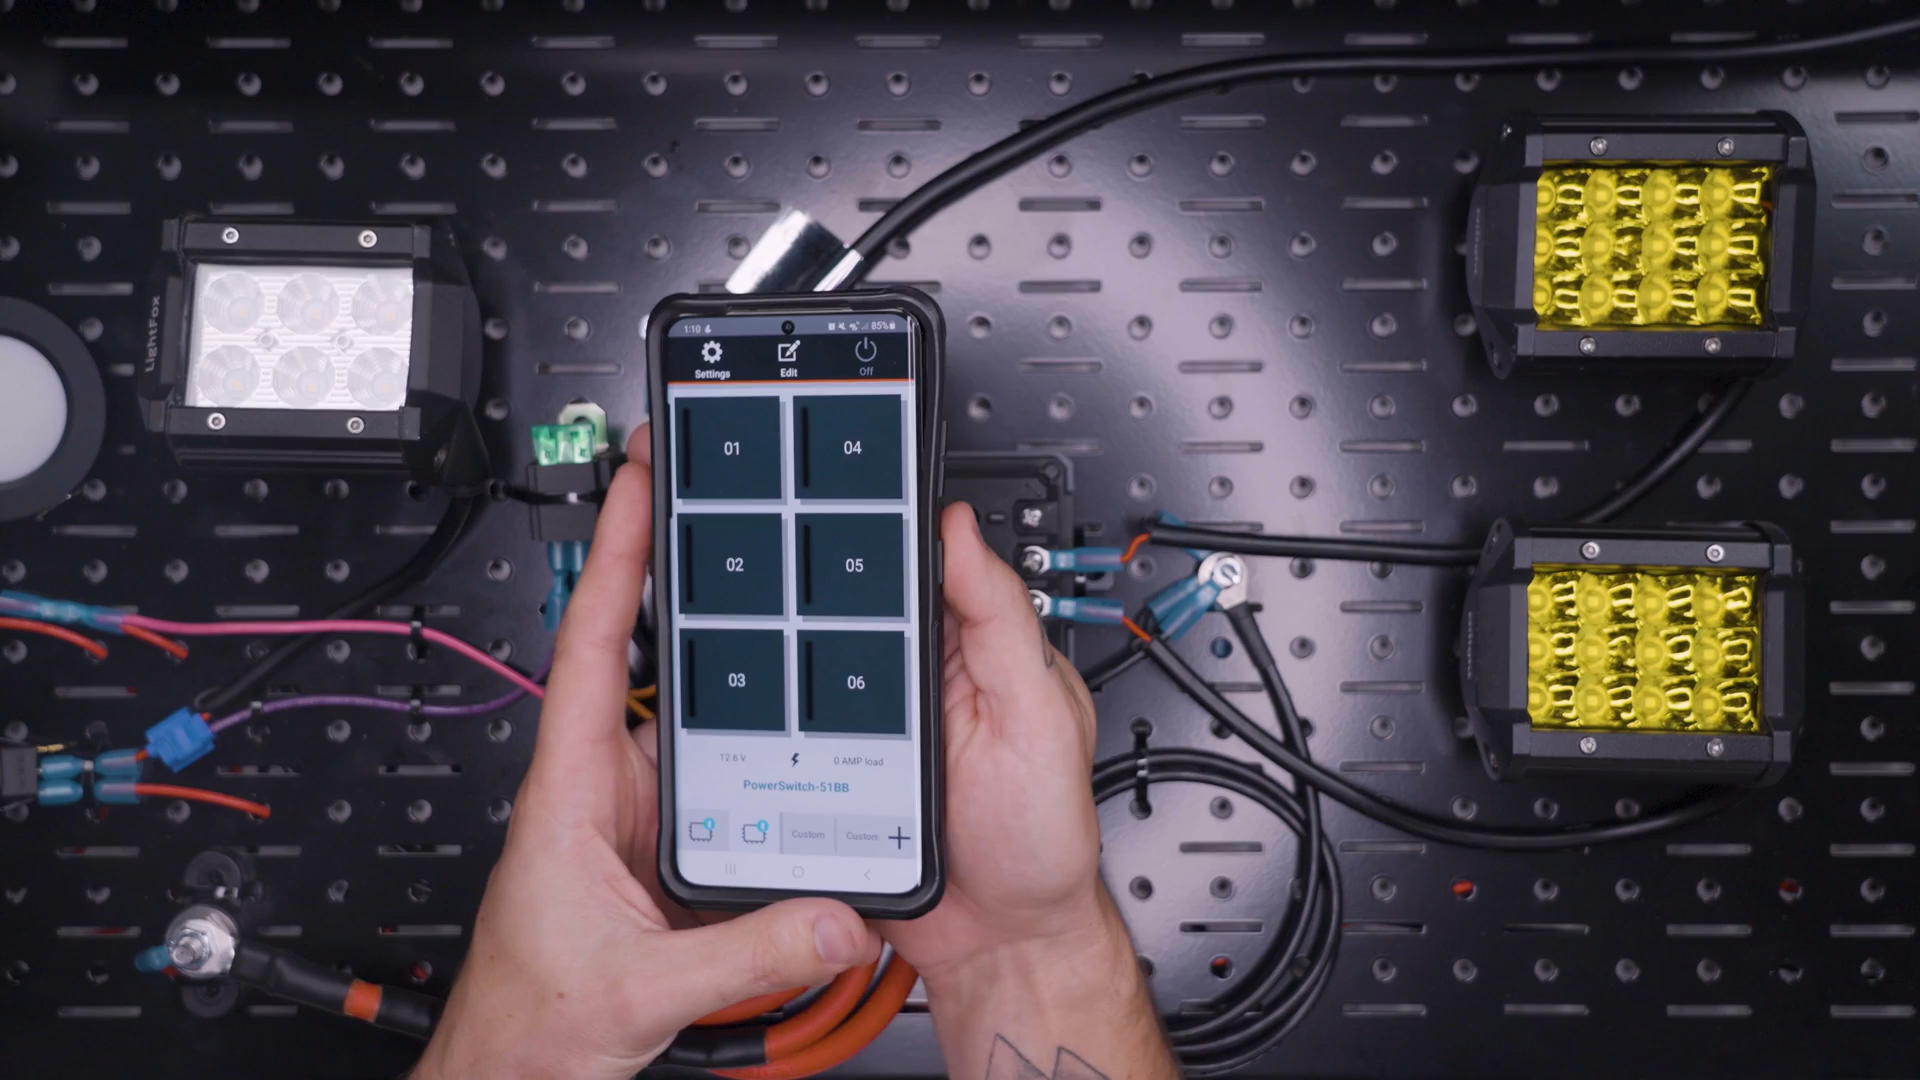 LightFox
1:10
85%
Settings
Edit
Off
01
04
02
05
03
06
12.6 V
0 AMP load
PowerSwitch-51BB
Custom
Custom